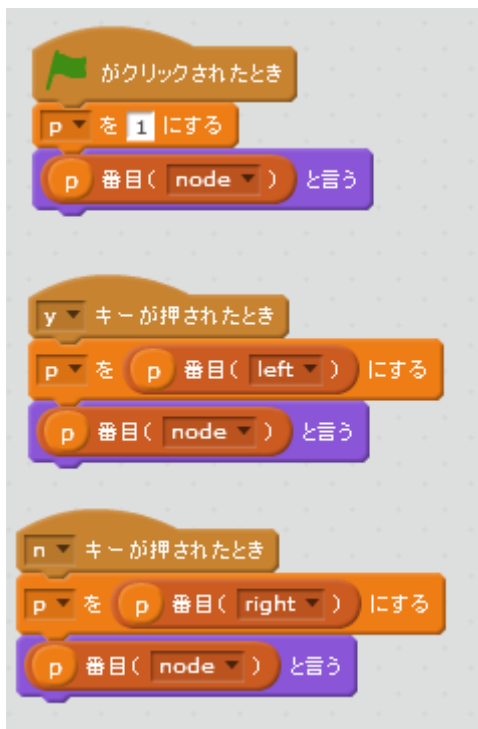 がクリックされたとき
p を 1 にする
p 番目( node ) と言う
y キーが押されたとき
p を p 番目( left ) にする
p 番目( node ) と言う
n キーが押されたとき
p を p 番目( right ) にする
p 番目( node ) と言う